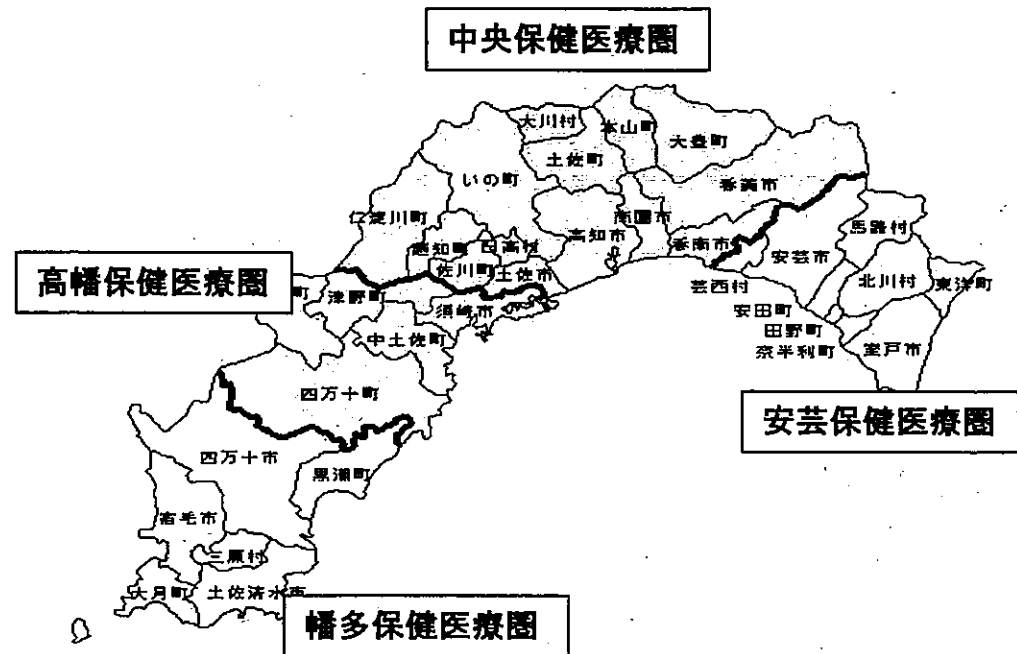 中央保健医療圏
大川村
本山町
大豊町
土佐町
いの町
香美市
仁淀川町
南国市
高知市
馬路村
越知町
日高村
香南市
安芸市
佐川町
土佐市
高幡保健医療圏
町
津野町
北川村
東洋町
芸西村
須崎市
安田町
田野町
中土佐町
奈半利町
室戸市
四万十町
安芸保健医療圏
四万十市
黒潮町
宿毛市
三原村
大月町
土佐清水市
幡多保健医療圏